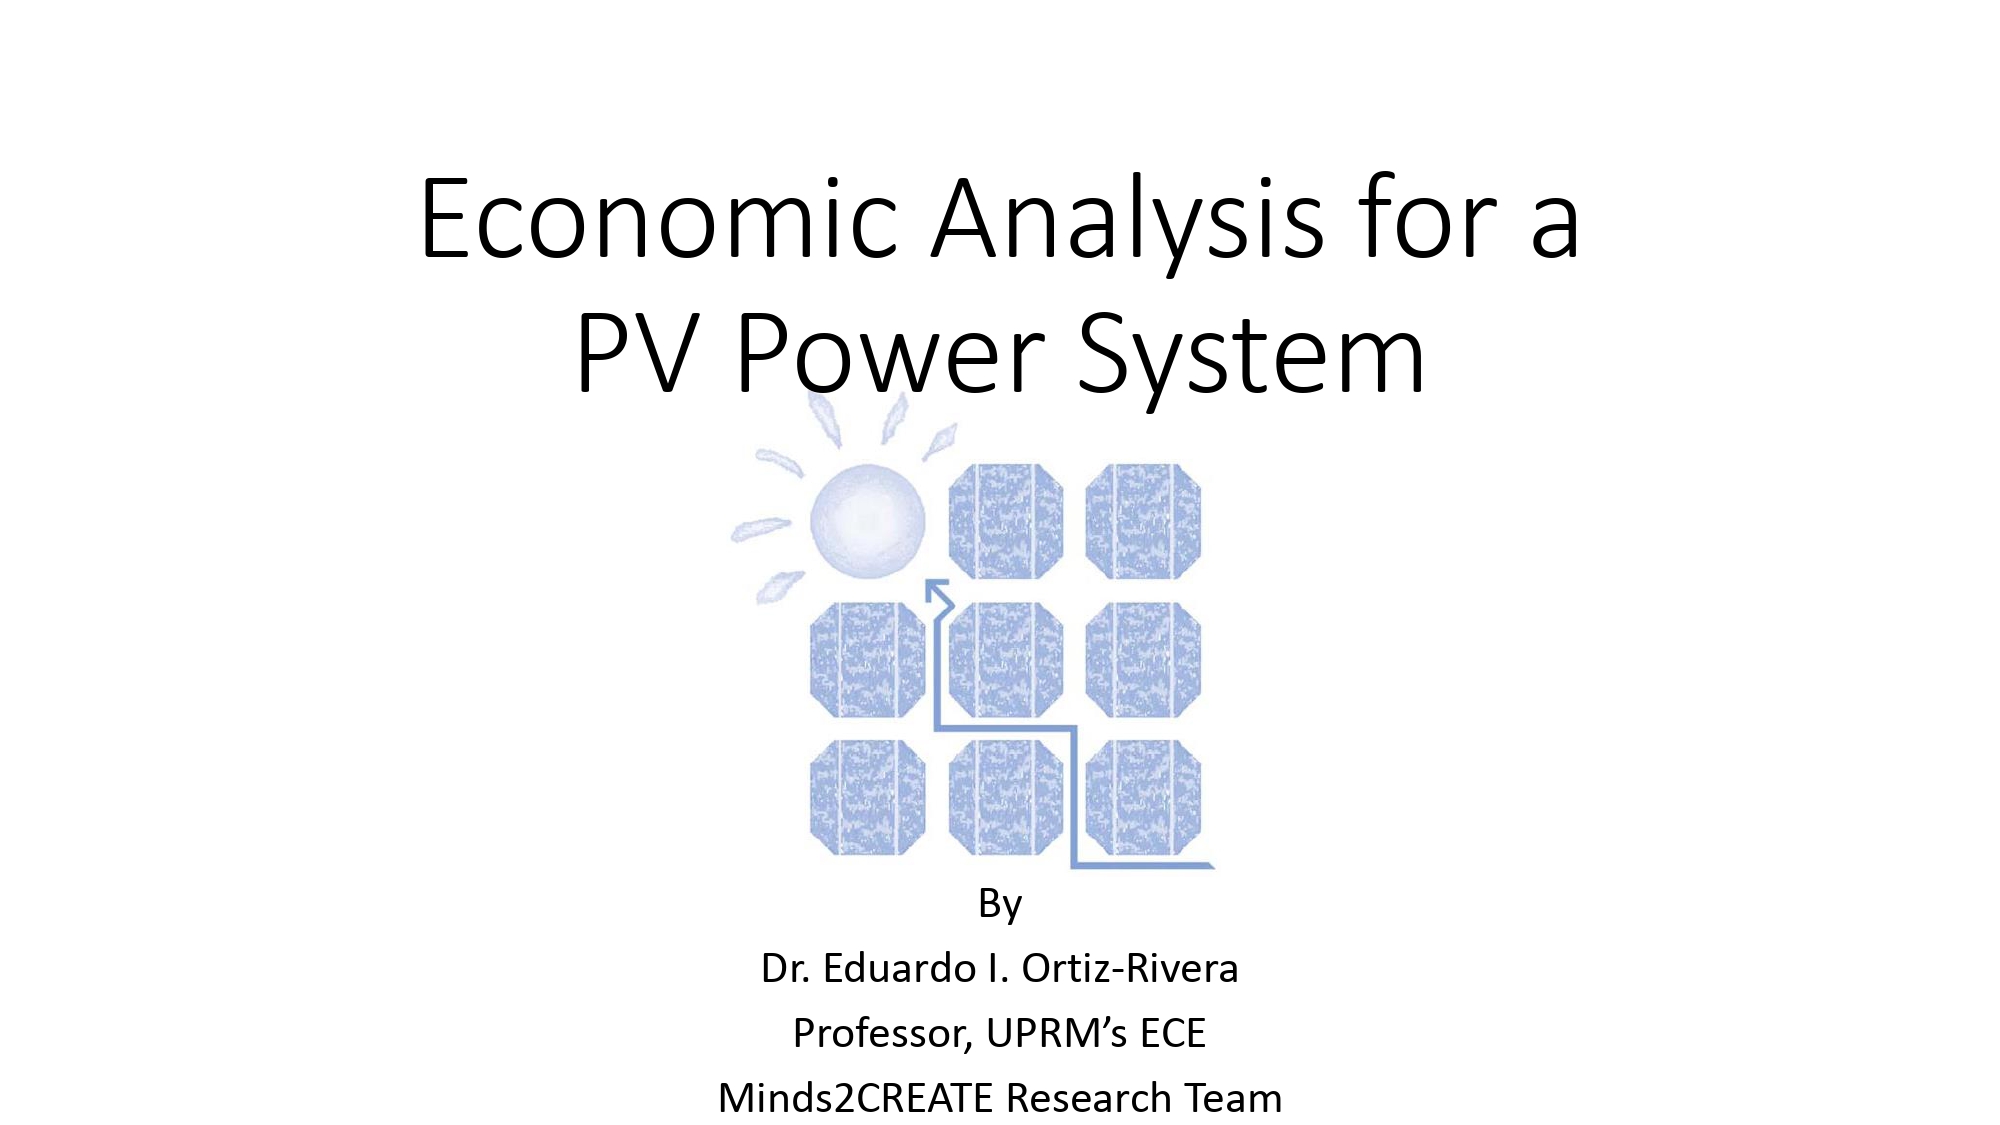 Economic Analysis for a
PV Power System
By
Dr. Eduardo I. Ortiz-Rivera
Professor, UPRM’s ECE
Minds2CREATE Research Team